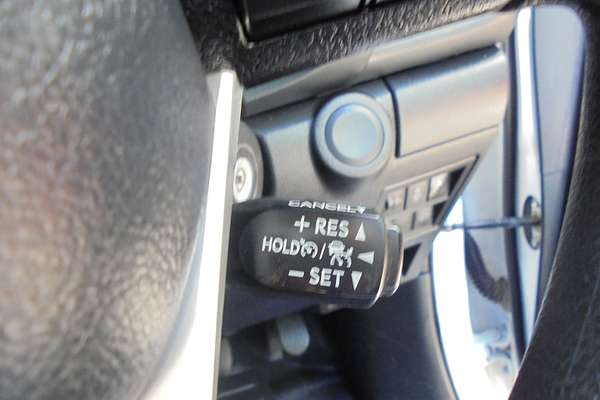 CANCEL▼
+ RES ▲
HOLD / ◀
− SET ▼